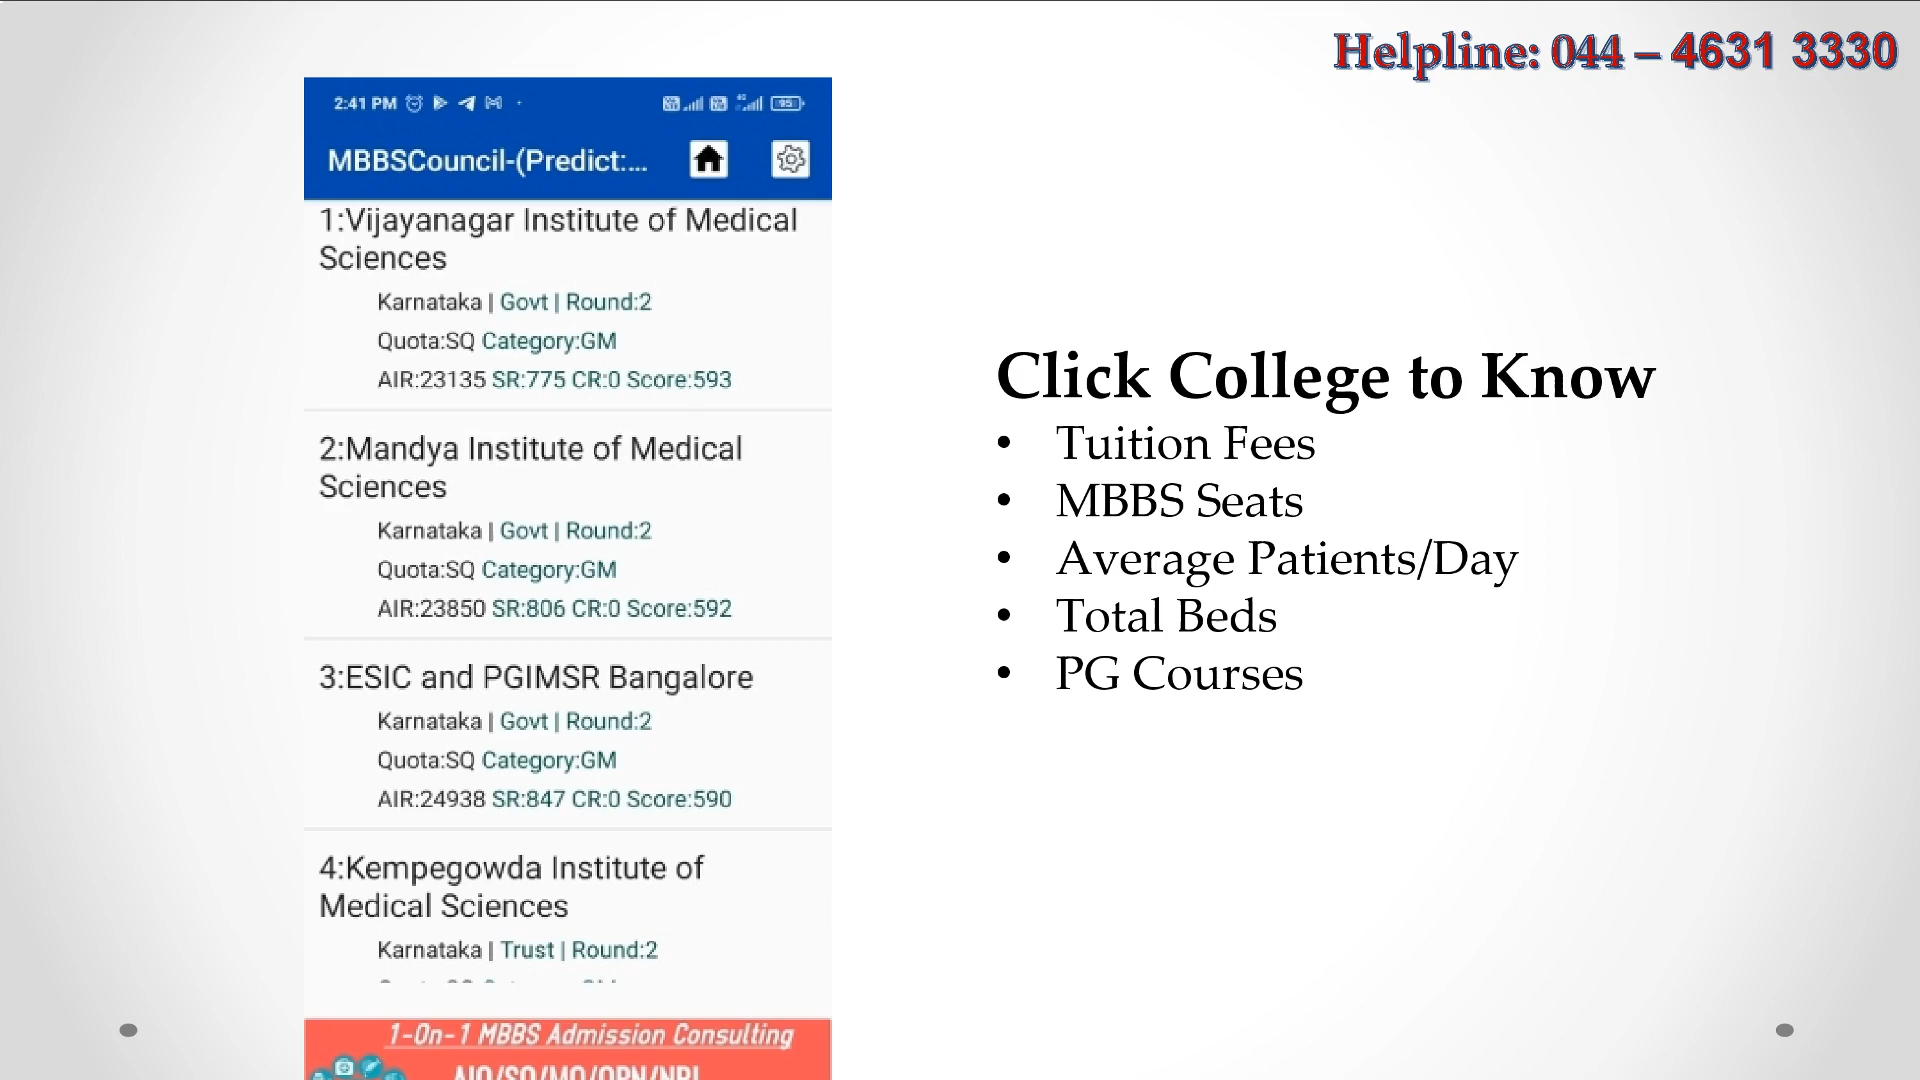 Helpline: 044 – 4631 3330
2:41 PM
95
MBBSCouncil-(Predict:...
1:Vijayanagar Institute of Medical
Sciences
Karnataka | Govt | Round:2
Quota:SQ Category:GM
AIR:23135 SR:775 CR:0 Score:593
2:Mandya Institute of Medical
Sciences
Karnataka | Govt | Round:2
Quota:SQ Category:GM
AIR:23850 SR:806 CR:0 Score:592
3:ESIC and PGIMSR Bangalore
Karnataka | Govt | Round:2
Quota:SQ Category:GM
AIR:24938 SR:847 CR:0 Score:590
4:Kempegowda Institute of
Medical Sciences
Karnataka | Trust | Round:2
1-On-1 MBBS Admission Consulting
Click College to Know
• Tuition Fees
• MBBS Seats
• Average Patients/Day
• Total Beds
• PG Courses